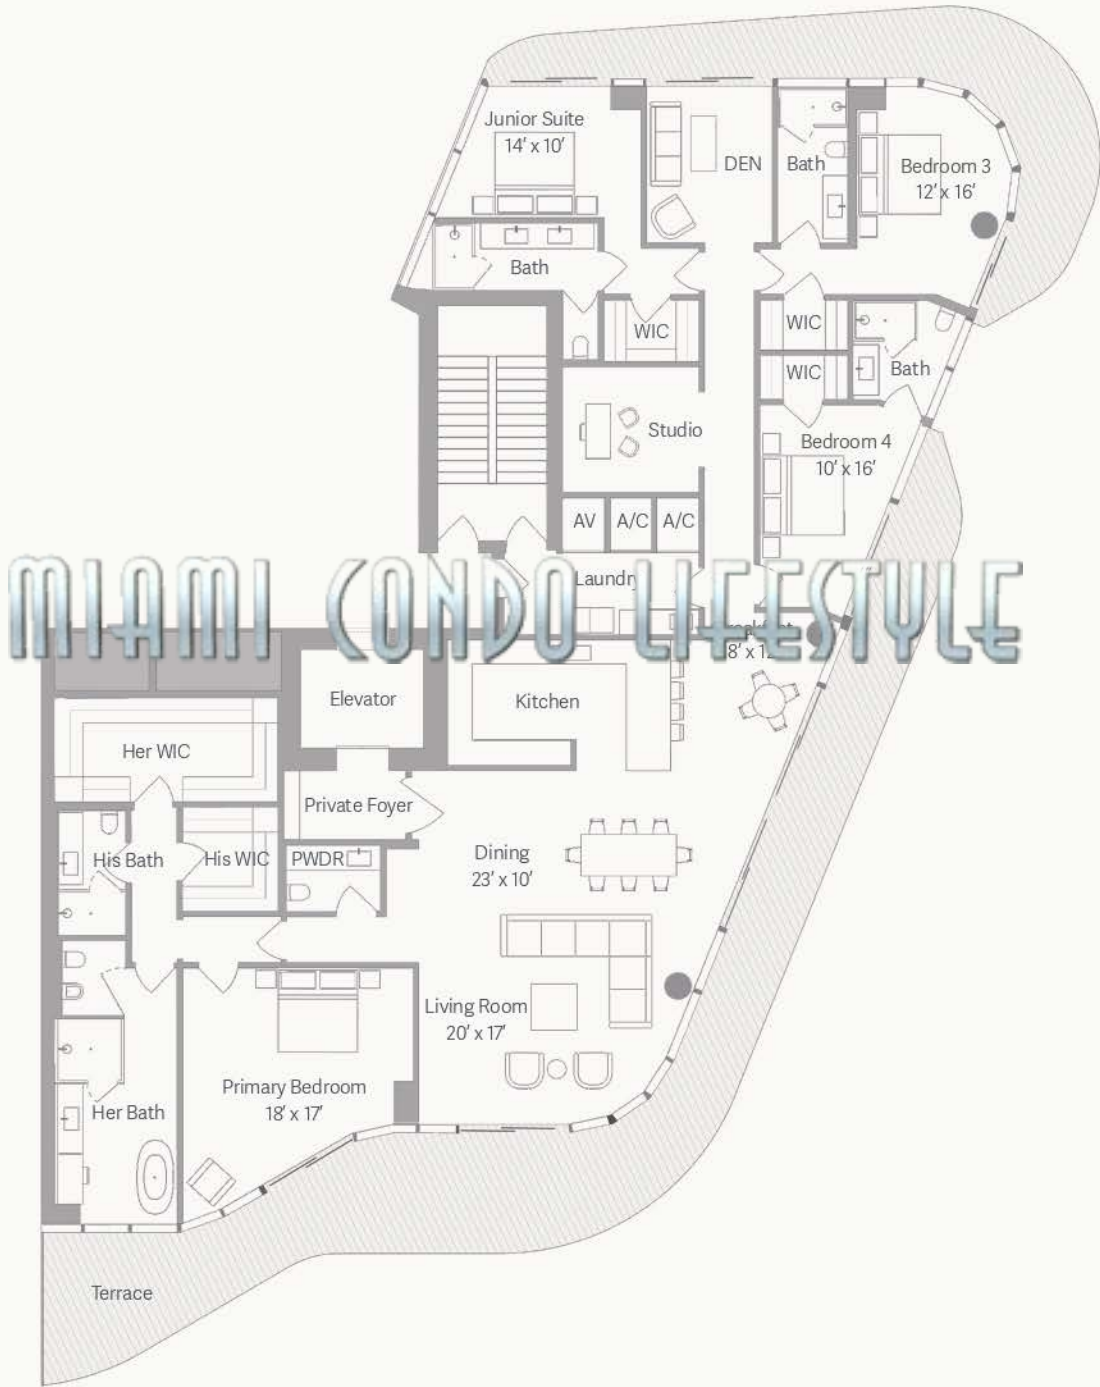 Junior Suite
14' x 10'
DEN
Bath
Bedroom 3
12' x 16'
Bath
WIC
WIC
WIC
Bath
Studio
Bedroom 4
10' x 16'
AV
A/C
A/C
MIAMI CONDO LIFESTYLE
Laundry
Elevator
Kitchen
Her WIC
Private Foyer
His Bath
His WIC
PWDR
Dining
23' x 10'
Living Room
20' x 17'
Primary Bedroom
18' x 17'
Her Bath
Terrace